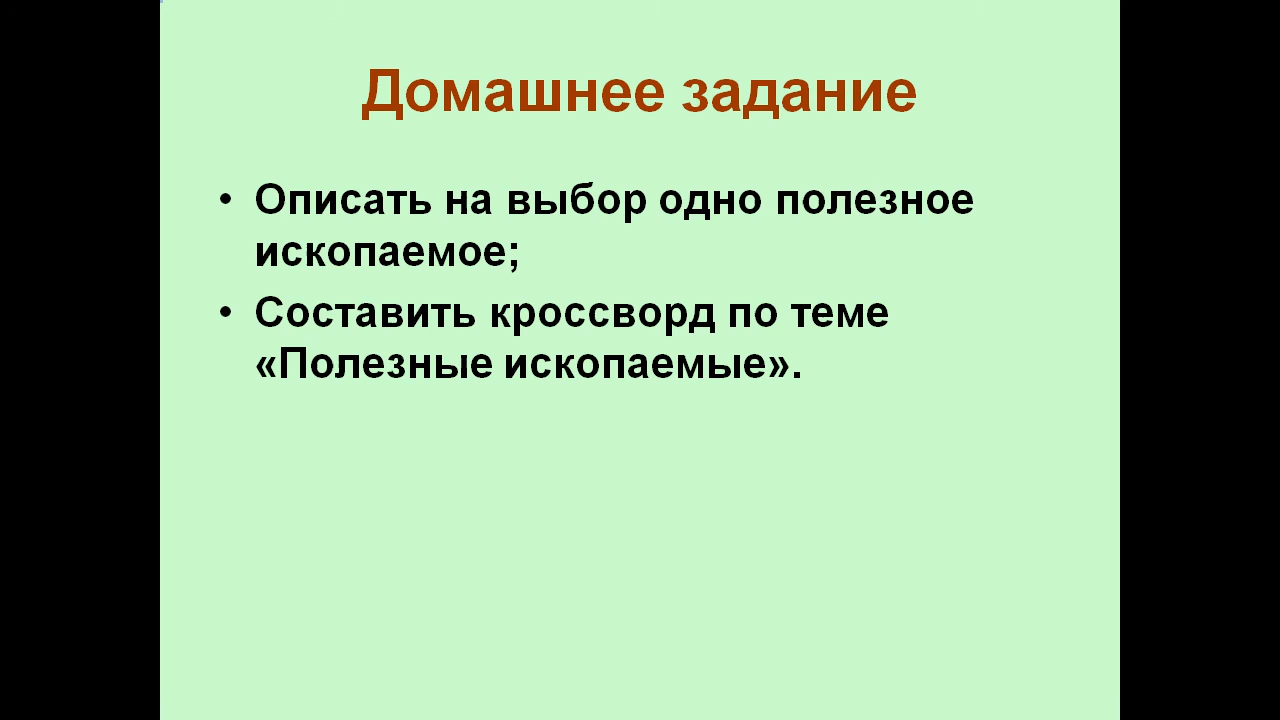 Домашнее задание
• Описать на выбор одно полезное
ископаемое;
• Составить кроссворд по теме
«Полезные ископаемые».